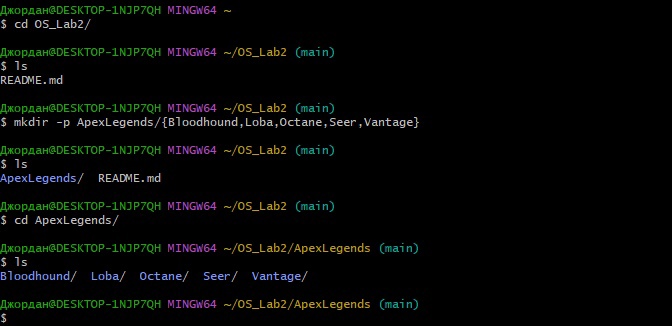 Джордан@DESKTOP-1NJP7QH MINGW64 ~
$ cd OS_Lab2/
Джордан@DESKTOP-1NJP7QH MINGW64 ~/OS_Lab2 (main)
$ ls
README.md
Джордан@DESKTOP-1NJP7QH MINGW64 ~/OS_Lab2 (main)
$ mkdir -p ApexLegends/{Bloodhound,Loba,Octane,Seer,Vantage}
Джордан@DESKTOP-1NJP7QH MINGW64 ~/OS_Lab2 (main)
$ ls
ApexLegends/  README.md
Джордан@DESKTOP-1NJP7QH MINGW64 ~/OS_Lab2 (main)
$ cd ApexLegends/
Джордан@DESKTOP-1NJP7QH MINGW64 ~/OS_Lab2/ApexLegends (main)
$ ls
Bloodhound/  Loba/  Octane/  Seer/  Vantage/
Джордан@DESKTOP-1NJP7QH MINGW64 ~/OS_Lab2/ApexLegends (main)
$